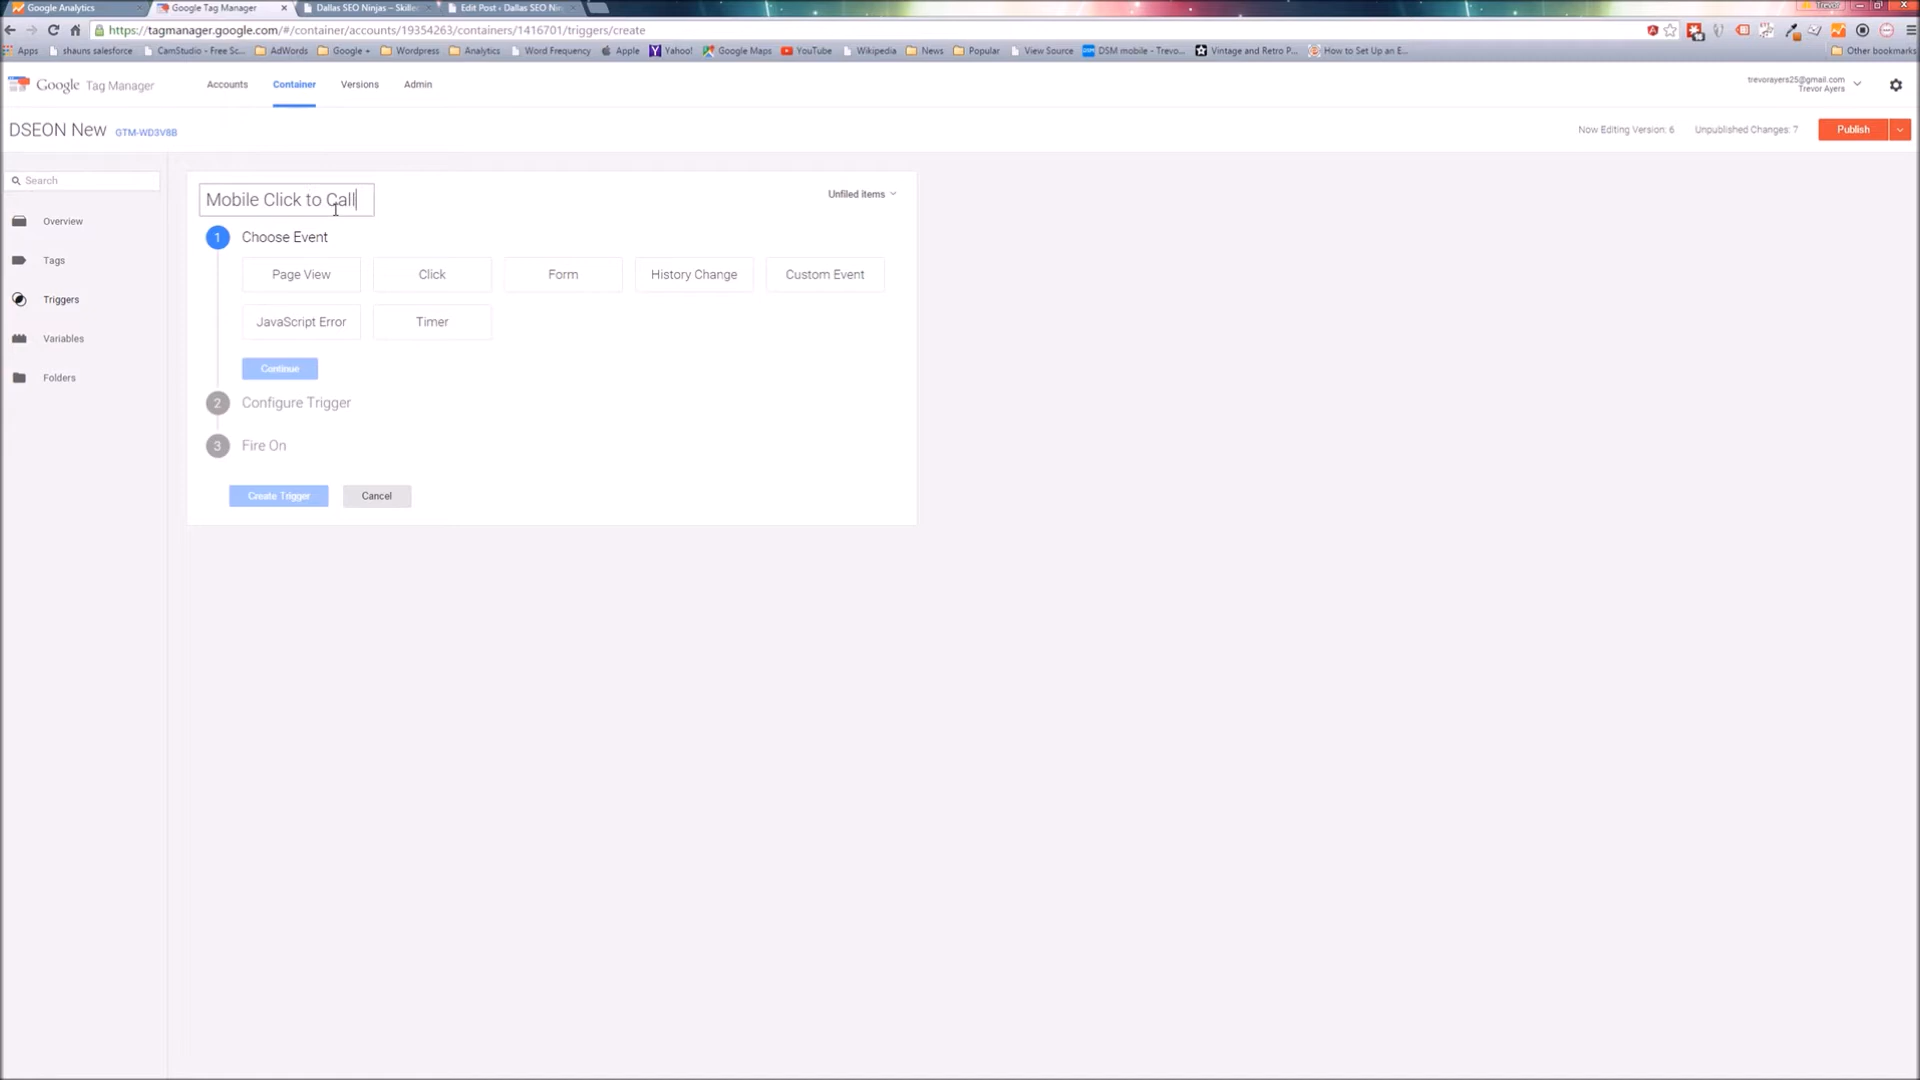 Google Analytics
Google Tag Manager
Dallas SEO Ninjas – Skilled
Edit Post ‹ Dallas SEO Nin
Trevor
https://tagmanager.google.com/#/container/accounts/19354263/containers/1416701/triggers/create
Apps
shauns salesforce
CamStudio - Free Sc...
AdWords
Google +
Wordpress
Analytics
Word Frequency
Apple
Yahoo!
Google Maps
YouTube
Wikipedia
News
Popular
View Source
DSM mobile - Trevo...
Vintage and Retro P...
How to Set Up an E...
Other bookmarks
Google Tag Manager
Accounts
Container
Versions
Admin
trevorayers25@gmail.com
Trevor Ayers
DSEON New GTM-WD3V8B
Now Editing Version: 6
Unpublished Changes: 7
Publish
Search
Overview
Tags
Triggers
Variables
Folders
Mobile Click to Call
Unfiled items
1 Choose Event
Page View
Click
Form
History Change
Custom Event
JavaScript Error
Timer
Continue
2 Configure Trigger
3 Fire On
Create Trigger
Cancel